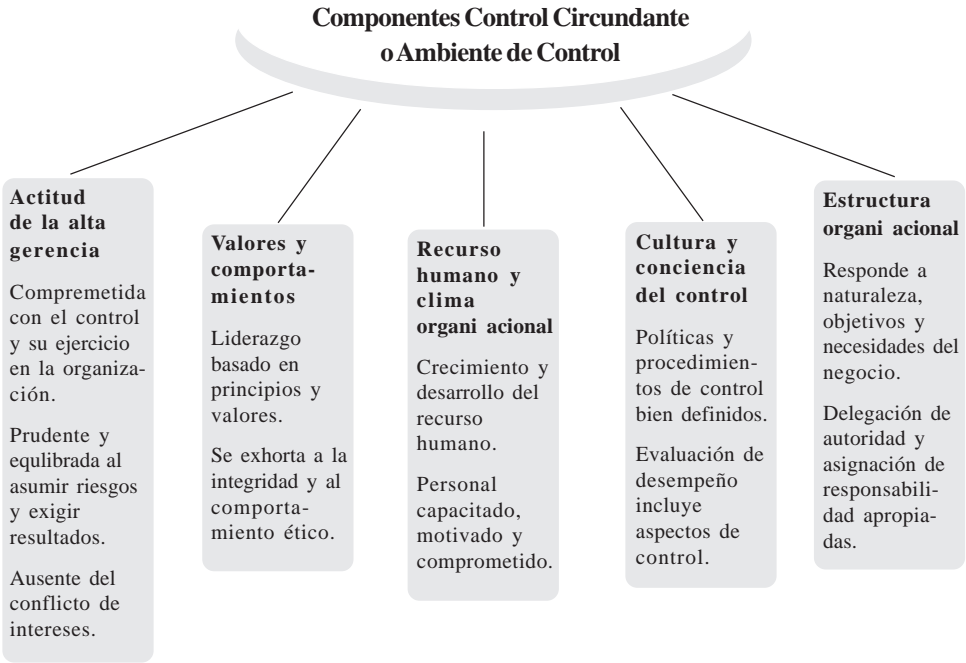 Componentes Control Circundante
o Ambiente de Control
Actitud
de la alta
gerencia
Compremetida
con el control
y su ejercicio
en la organiza-
ción.
Prudente y
equlibrada al
asumir riesgos
y exigir
resultados.
Ausente del
conflicto de
intereses.
Valores y
comporta-
mientos
Liderazgo
basado en
principios y
valores.
Se exhorta a la
integridad y al
comporta-
miento ético.
Recurso
humano y
clima
organi acional
Crecimiento y
desarrollo del
recurso
humano.
Personal
capacitado,
motivado y
comprometido.
Cultura y
conciencia
del control
Políticas y
procedimien-
tos de control
bien definidos.
Evaluación de
desempeño
incluye
aspectos de
control.
Estructura
organi acional
Responde a
naturaleza,
objetivos y
necesidades del
negocio.
Delegación de
autoridad y
asignación de
responsabili-
dad apropia-
das.